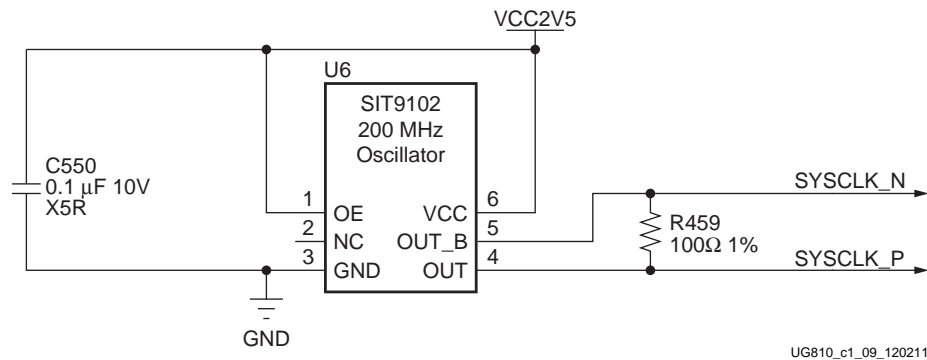 VCC2V5
U6
SIT9102
200 MHz
Oscillator
C550
0.1 µF 10V
X5R
1 OE
2 NC
3 GND
VCC 6
OUT_B 5
OUT 4
R459
100Ω 1%
SYSCLK_N
SYSCLK_P
GND
UG810_c1_09_120211